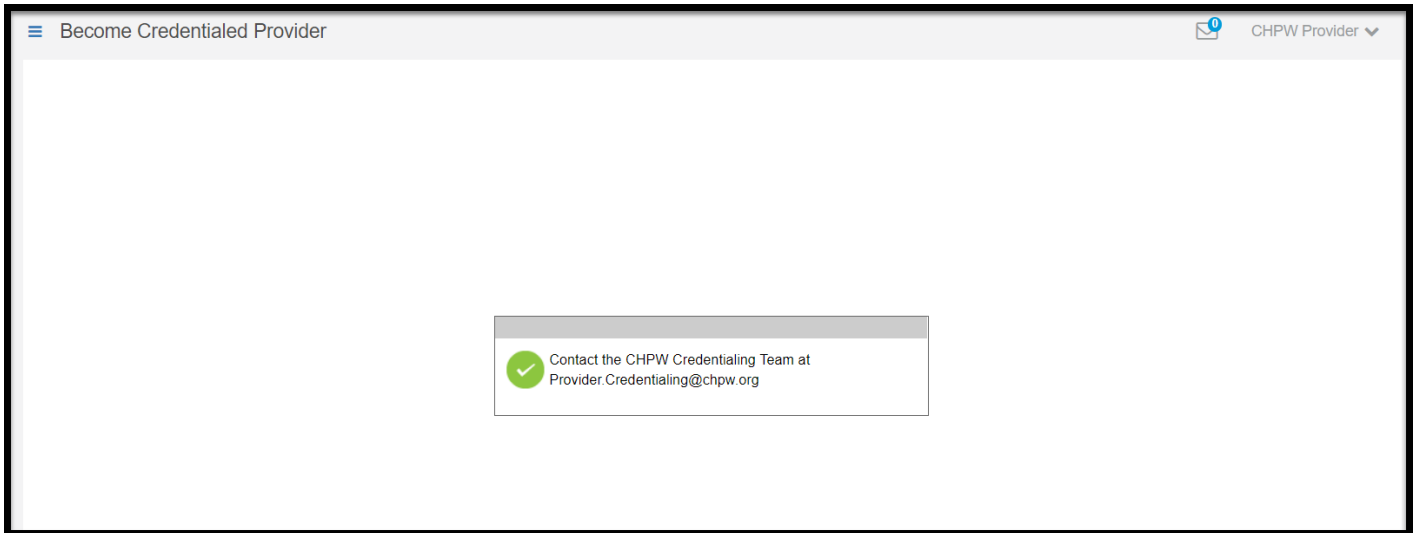 Become Credentialed Provider
0
CHPW Provider
Contact the CHPW Credentialing Team at
Provider.Credentialing@chpw.org